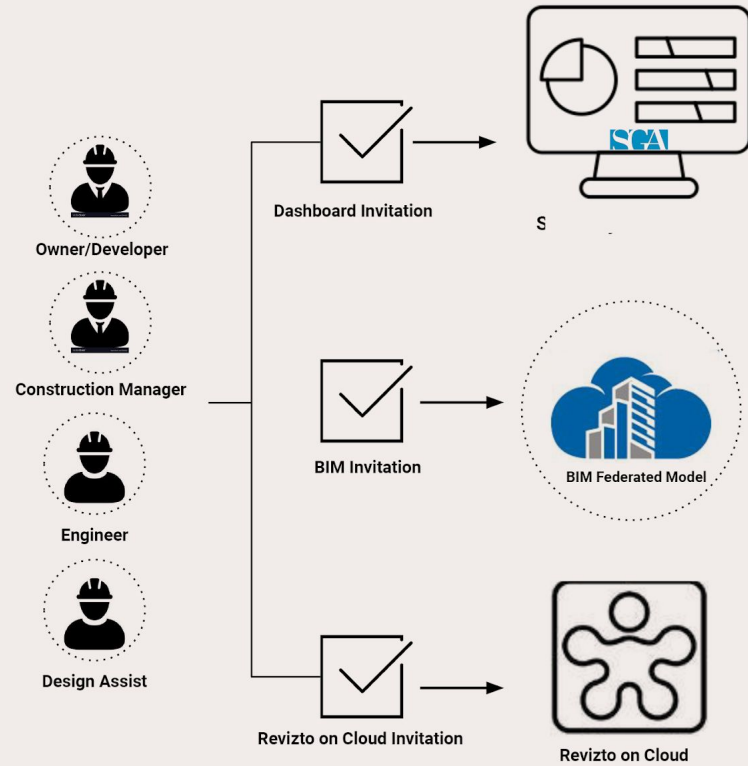 SGA
Dashboard Invitation
Owner/Developer
Construction Manager
BIM Invitation
BIM Federated Model
Engineer
Design Assist
Revizto on Cloud Invitation
Revizto on Cloud